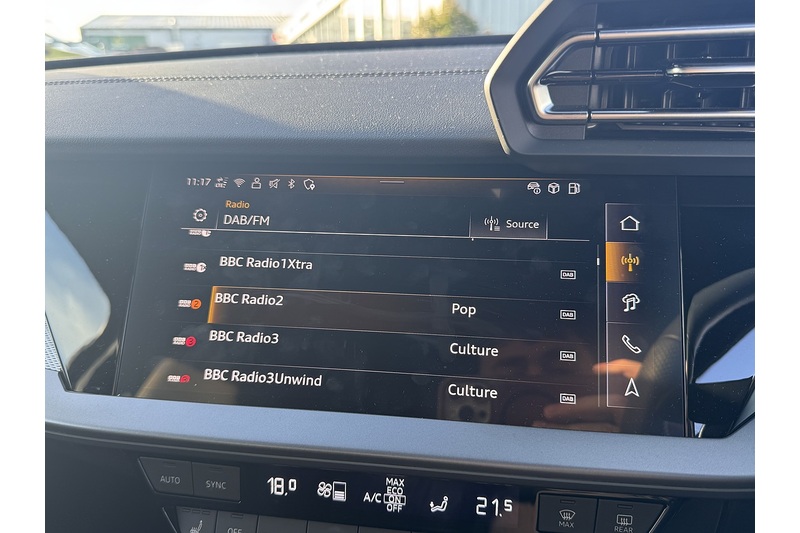 11:17
Radio
DAB/FM
Source
BBC Radio1Xtra
DAB
BBC Radio2
Pop
DAB
BBC Radio3
Culture
DAB
BBC Radio3Unwind
Culture
DAB
AUTO
SYNC
18.0
A/C
MAX
ECO
ON
OFF
21.5
MAX
REAR
OFF